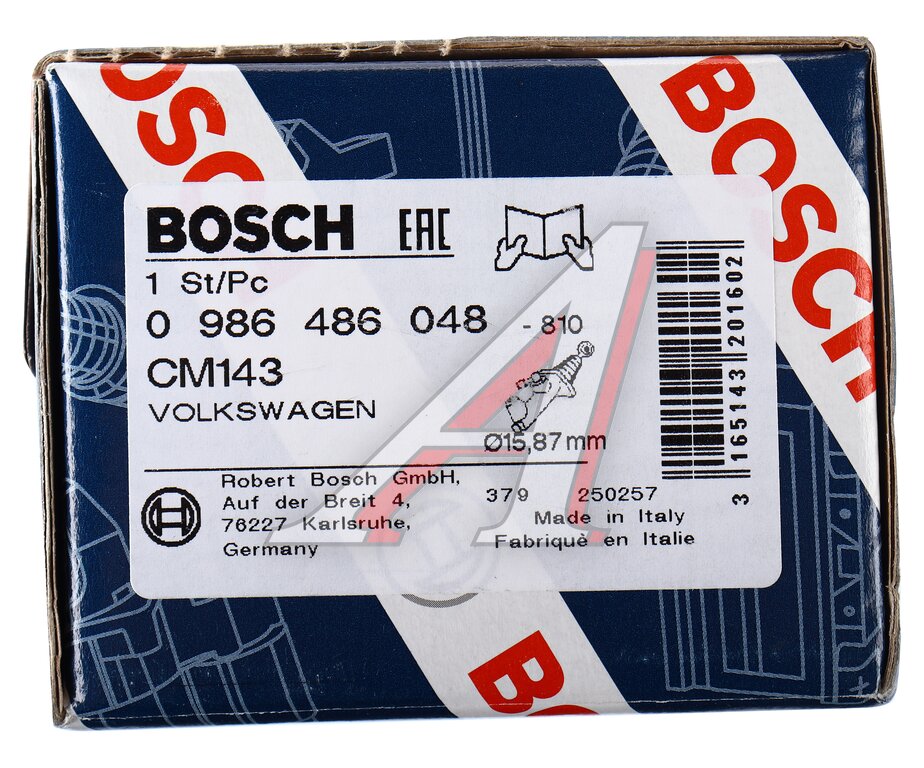 BOSCH
BOSCH
BOSCH EAC
1 St/Pc
0 986 486 048 - 810
CM143
VOLKSWAGEN
Ø15,87mm
3 165143 201602
Robert Bosch GmbH,
Auf der Breit 4,
76227 Karlsruhe,
Germany
379 250257
Made in Italy
Fabriquè en Italie
BO